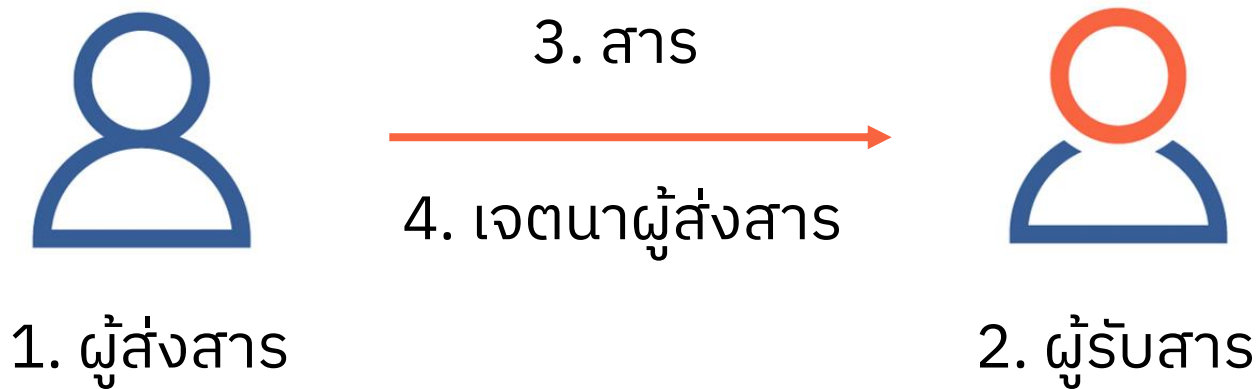 3. สาร
4. เจตนาผู้ส่งสาร
1. ผู้ส่งสาร
2. ผู้รับสาร